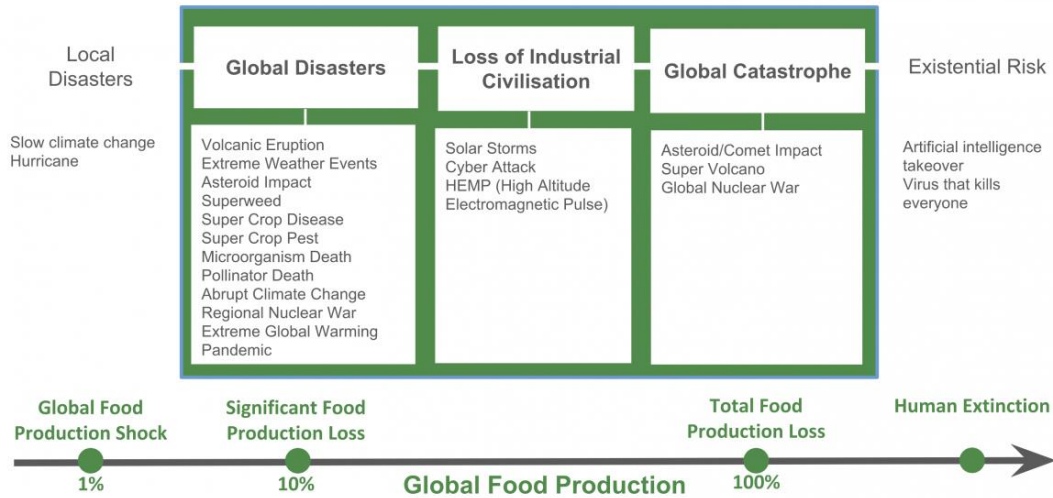 Local
Disasters
Global Disasters
Loss of Industrial
Civilisation
Global Catastrophe
Existential Risk
Slow climate change
Hurricane
Volcanic Eruption
Extreme Weather Events
Asteroid Impact
Superweed
Super Crop Disease
Super Crop Pest
Microorganism Death
Pollinator Death
Abrupt Climate Change
Regional Nuclear War
Extreme Global Warming
Pandemic
Solar Storms
Cyber Attack
HEMP (High Altitude
Electromagnetic Pulse)
Asteroid/Comet Impact
Super Volcano
Global Nuclear War
Artificial intelligence
takeover
Virus that kills
everyone
Global Food
Production Shock
Significant Food
Production Loss
Total Food
Production Loss
Human Extinction
1%
10%
Global Food Production
100%